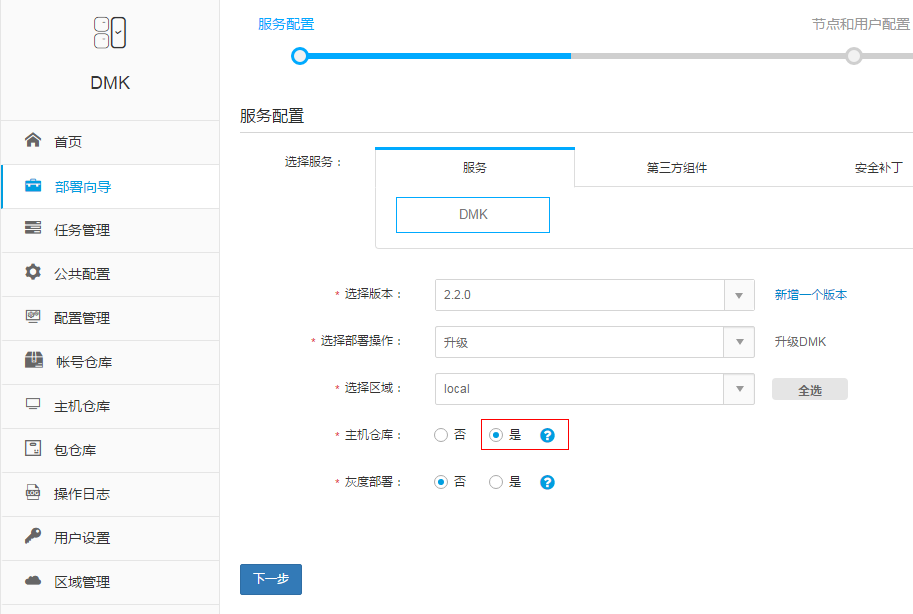 DMK
首页
部署向导
任务管理
公共配置
配置管理
帐号仓库
主机仓库
包仓库
操作日志
用户设置
区域管理
服务配置 节点和用户配置
服务配置
选择服务： 服务 第三方组件 安全补丁
DMK
* 选择版本： 2.2.0 新增一个版本
* 选择部署操作： 升级 升级DMK
* 选择区域： local 全选
* 主机仓库： 否 是 ?
* 灰度部署： 否 是 ?
下一步